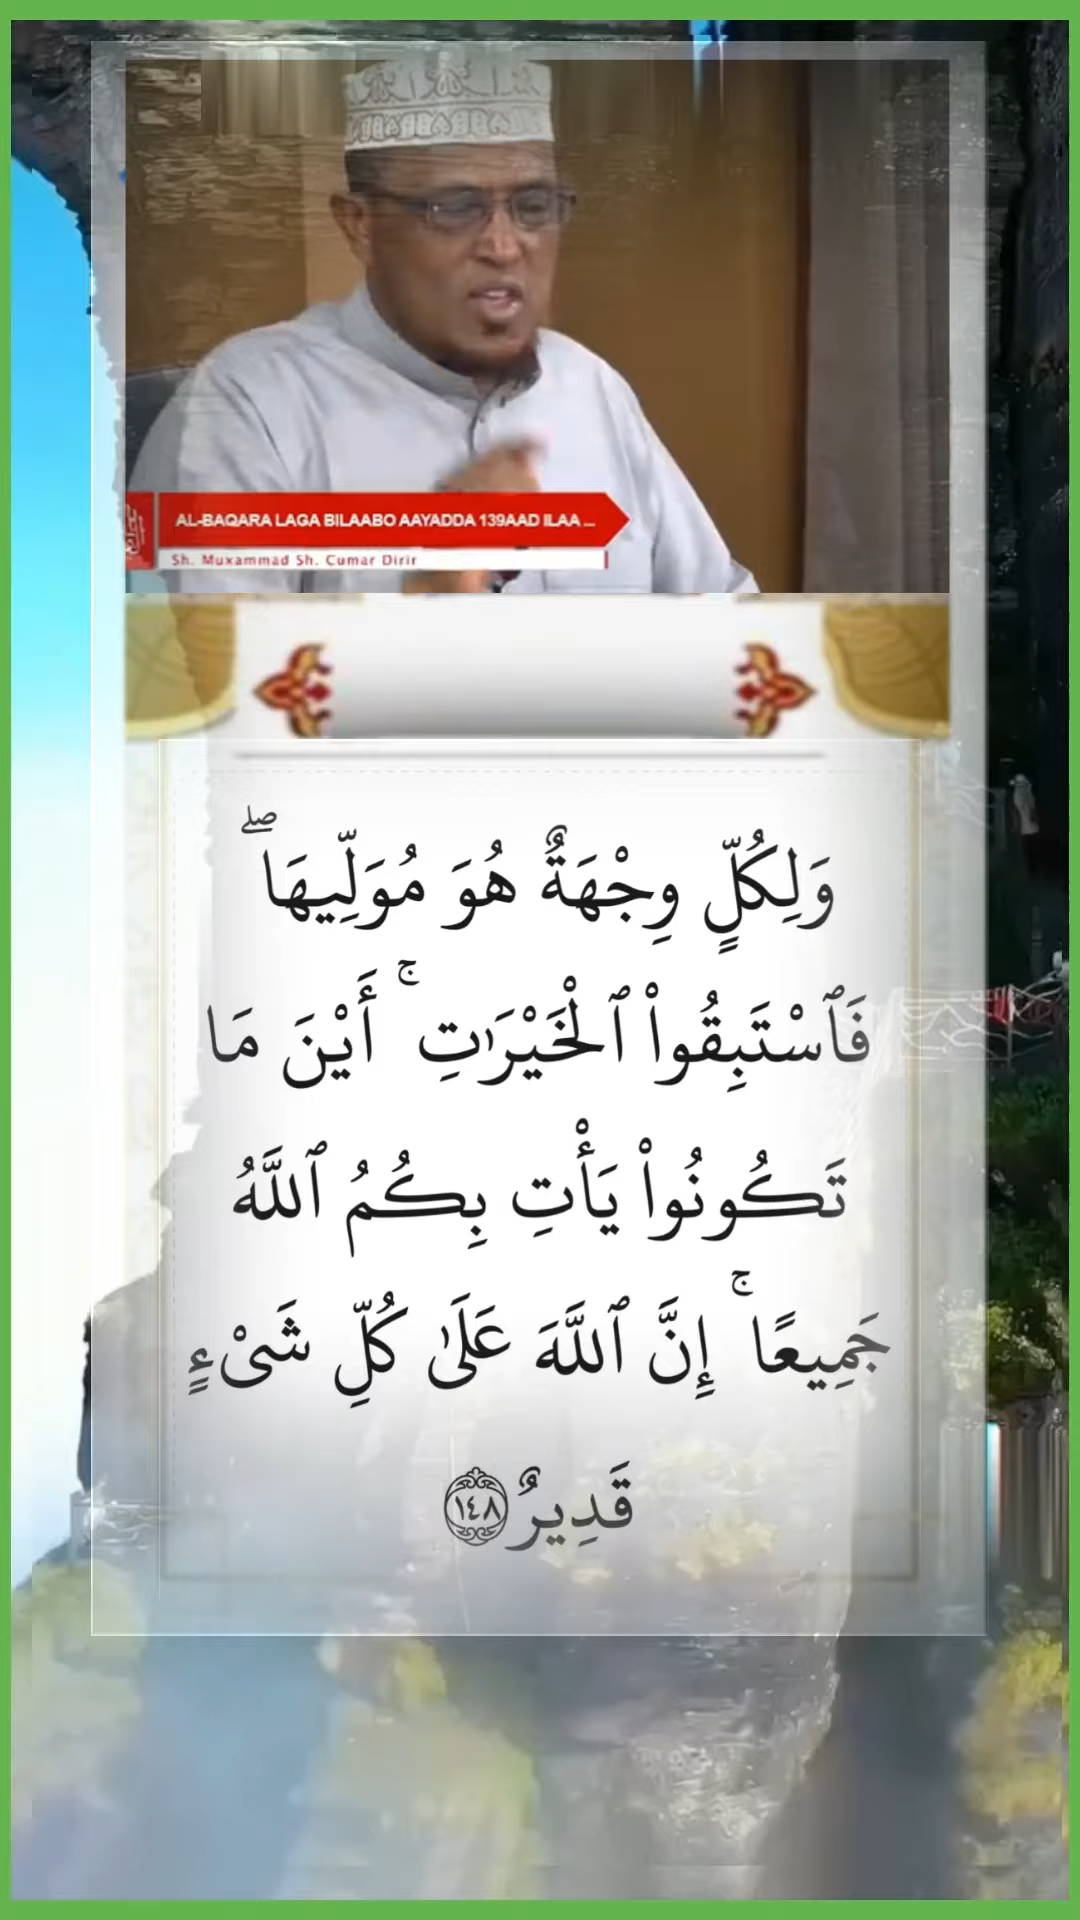 AL-BAQARA LAGA BILAABO AAYADDA 139AAD ILAA ...
Sh. Muxammad Sh. Cumar Dirir
وَلِكُلٍّ وِجْهَةٌ هُوَ مُوَلِّيهَا ۖ
فَٱسْتَبِقُوا۟ ٱلْخَيْرَٰتِ ۚ أَيْنَ مَا
تَكُونُوا۟ يَأْتِ بِكُمُ ٱللَّهُ
جَمِيعًا ۚ إِنَّ ٱللَّهَ عَلَىٰ كُلِّ شَىْءٍ
قَدِيرٌ ١٤٨